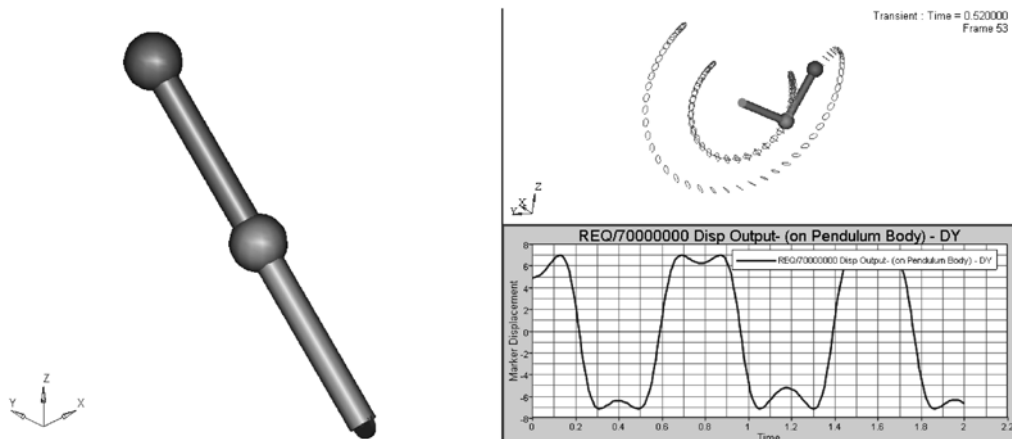 Z
Y
X
Transient : Time = 0.520000
Frame 53
Z
X
Y
REQ/70000000 Disp Output- (on Pendulum Body) - DY
REQ/70000000 Disp Output- (on Pendulum Body) - DY
Marker Displacement
8
6
4
2
0
-2
-4
-6
-8
0 0.2 0.4 0.6 0.8 1 1.2 1.4 1.6 1.8 2 2.2
Time